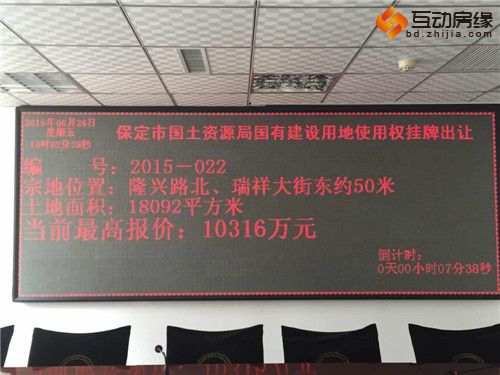 互动房缘
bd.zhijia.com
2015年06月26日
星期五
10时07分38秒
保定市国土资源局国有建设用地使用权挂牌出让
编 号：2015－022
宗地位置：隆兴路北、瑞祥大街东约50米
土地面积：18092平方米
当前最高报价：10316万元
倒计时：
0天00小时07分38秒